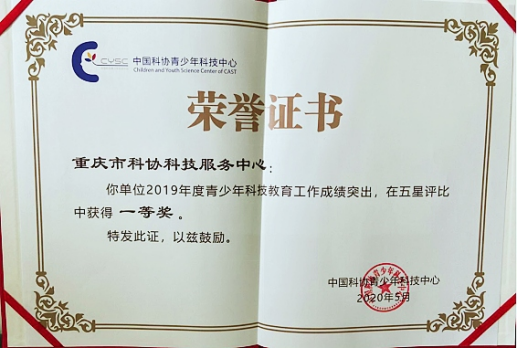 CYSC 中国科协青少年科技中心
Children and Youth Science Center of CAST
荣誉证书
重庆市科协科技服务中心：
你单位2019年度青少年科技教育工作成绩突出，在五星评比
中获得 一等奖 。
特发此证，以兹鼓励。
中国科协青少年科技中心
2020年5月